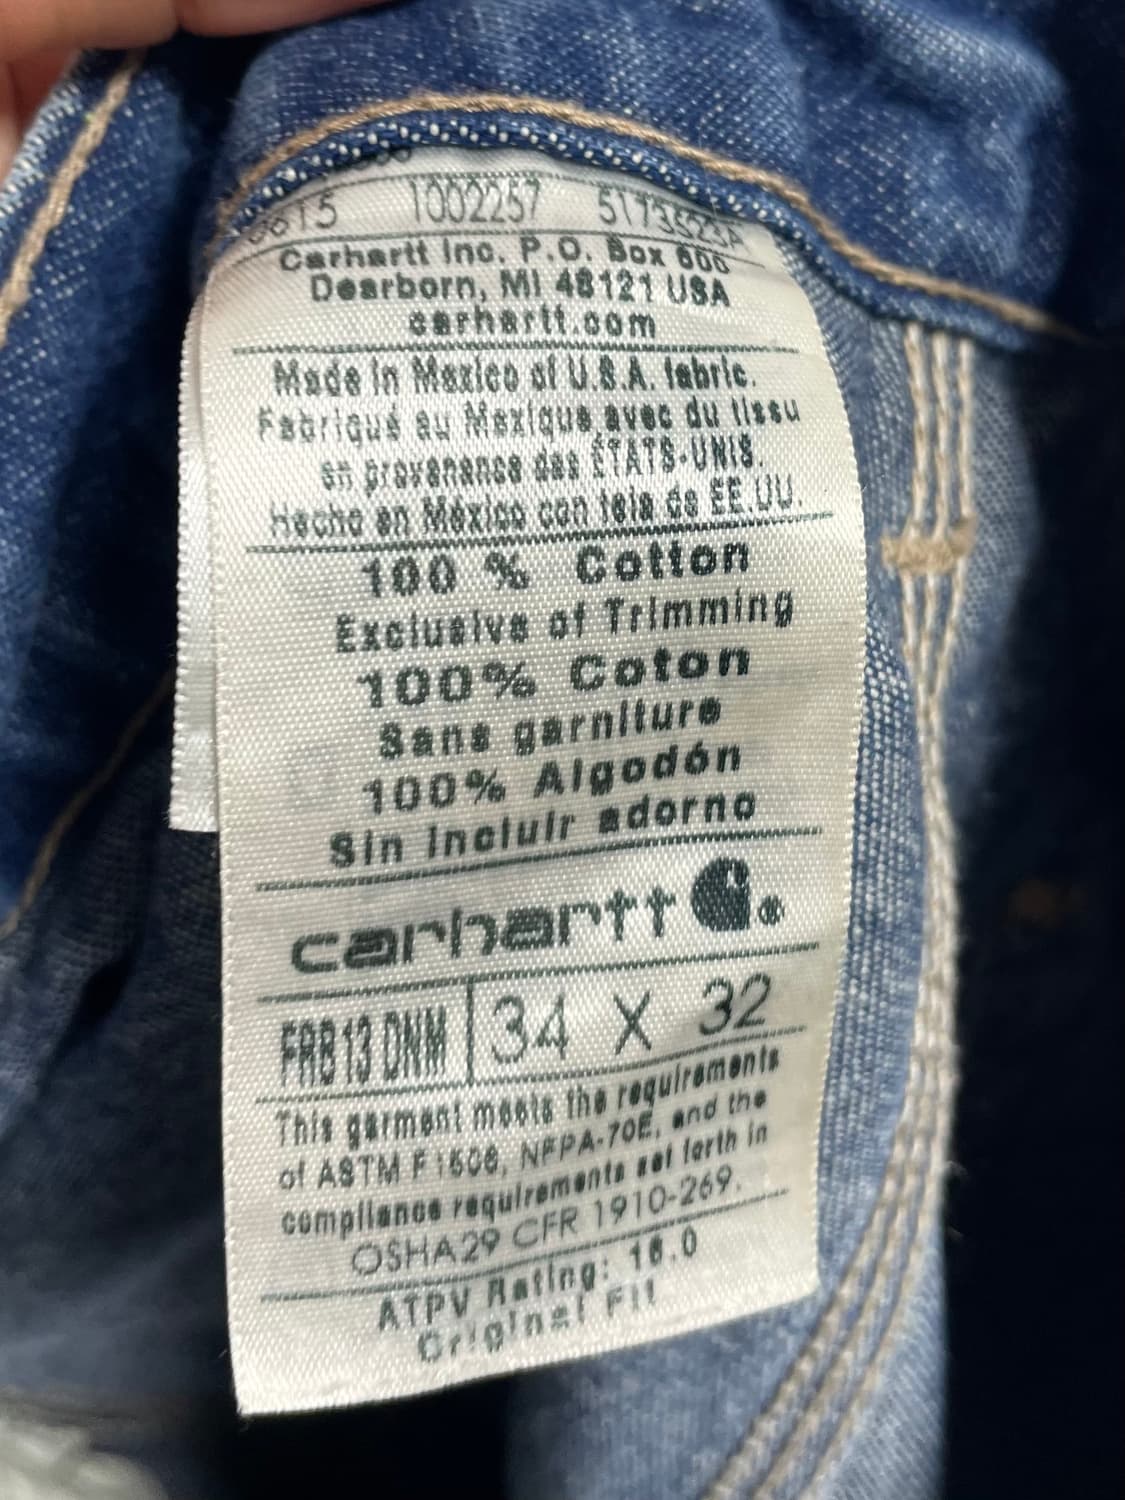 1002257
Carhartt Inc. P.O. Box 600
Dearborn, MI 48121 USA
carhartt.com
Made in Mexico of U.S.A. fabric.
Fabriqué au Mexique avec du tissu
en provenance des ÉTATS-UNIS.
Hecho en México con tela de EE.UU.
100 % Cotton
Exclusive of Trimming
100% Coton
Sans garniture
100% Algodón
Sin incluir adorno
carhartt ®
FRB13 DNM 34 X 32
This garment meets the requirements
of ASTM F1506, NFPA-70E, and the
compliance requirements set forth in
OSHA29 CFR 1910-269.
ATPV Rating:
Original Fit